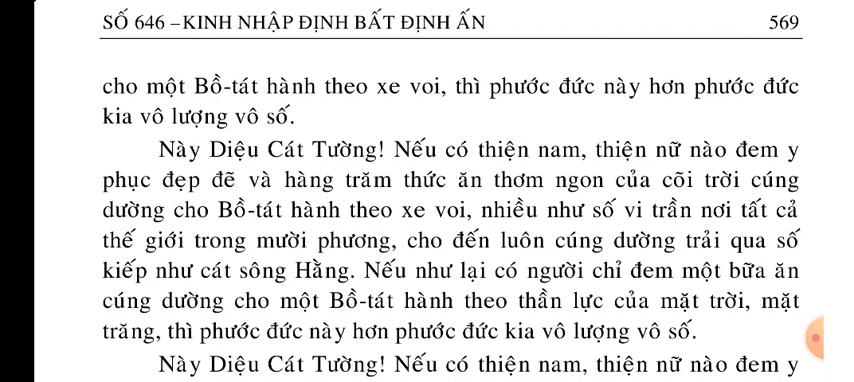 SỐ 646 – KINH NHẬP ĐỊNH BẤT ĐỊNH ẤN 569
cho một Bồ-tát hành theo xe voi, thì phước đức này hơn phước đức
kia vô lượng vô số.
Này Diệu Cát Tường! Nếu có thiện nam, thiện nữ nào đem y
phục đẹp đẽ và hàng trăm thức ăn thơm ngon của cõi trời cúng
dường cho Bồ-tát hành theo xe voi, nhiều như số vi trần nơi tất cả
thế giới trong mười phương, cho đến luôn cúng dường trải qua số
kiếp như cát sông Hằng. Nếu như lại có người chỉ đem một bữa ăn
cúng dường cho một Bồ-tát hành theo thần lực của mặt trời, mặt
trăng, thì phước đức này hơn phước đức kia vô lượng vô số.
Này Diệu Cát Tường! Nếu có thiện nam, thiện nữ nào đem y